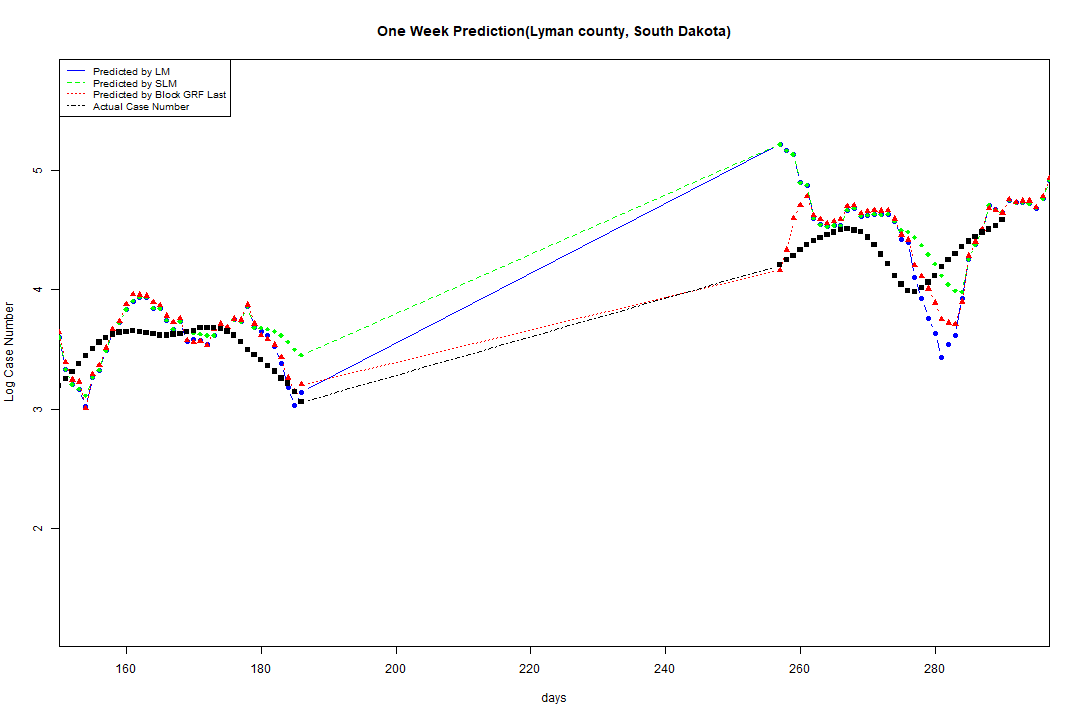 One Week Prediction(Lyman county, South Dakota)
Predicted by LM
Predicted by SLM
Predicted by Block GRF Last
Actual Case Number
5
4
3
2
Log Case Number
160 180 200 220 240 260 280
days